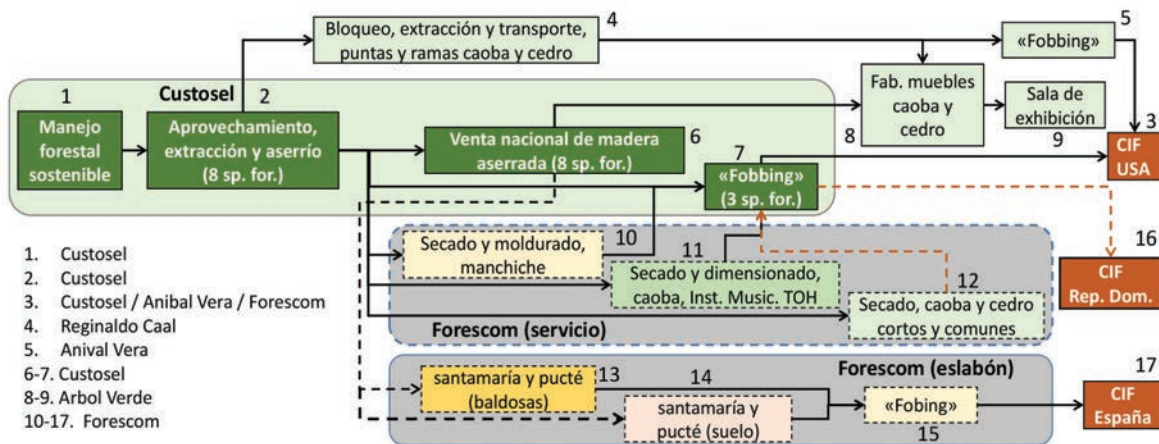 4
Bloqueo, extracción y transporte,
puntas y ramas caoba y cedro
5
«Fobbing»
Custosel
1
2
Manejo
forestal
sostenible
Aprovechamiento,
extracción y aserrío
(8 sp. for.)
Venta nacional de madera
aserrada (8 sp. for.)
6
7
«Fobbing»
(3 sp. for.)
8
Fab. muebles
caoba y
cedro
Sala de
exhibición
9
3
CIF
USA
Secado y moldurado,
manchiche
10
11
Secado y dimensionado,
caoba, Inst. Music. TOH
12
Secado, caoba y cedro
cortos y comunes
Forescom (servicio)
16
CIF
Rep. Dom.
Forescom (eslabón)
santamaría y pucté
(baldosas)
13
14
santamaría y
pucté (suelo)
«Fobing»
15
17
CIF
España
1. Custosel
2. Custosel
3. Custosel / Anibal Vera / Forescom
4. Reginaldo Caal
5. Anival Vera
6-7. Custosel
8-9. Arbol Verde
10-17. Forescom